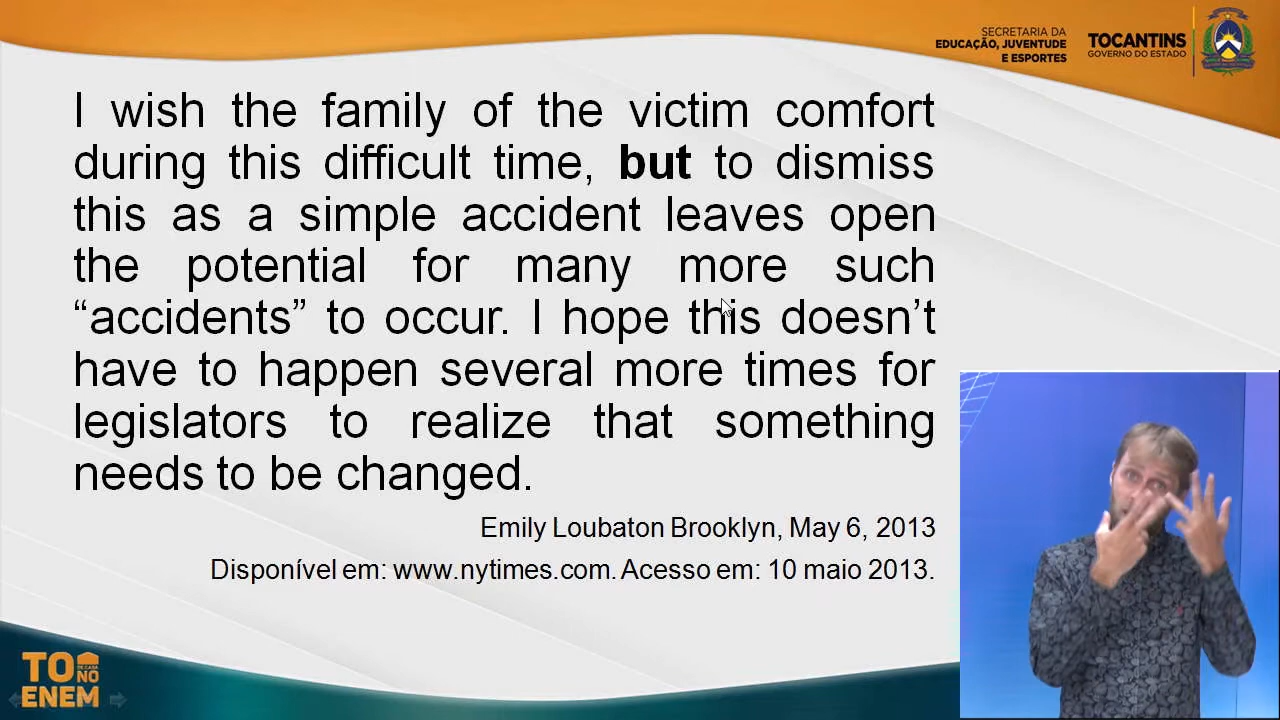 SECRETARIA DA
EDUCAÇÃO, JUVENTUDE
E ESPORTES
TOCANTINS
GOVERNO DO ESTADO
I wish the family of the victim comfort
during this difficult time, but to dismiss
this as a simple accident leaves open
the potential for many more such
“accidents” to occur. I hope this doesn’t
have to happen several more times for
legislators to realize that something
needs to be changed.
Emily Loubaton Brooklyn, May 6, 2013
Disponível em: www.nytimes.com. Acesso em: 10 maio 2013.
TO DE CASA
NO
ENEM